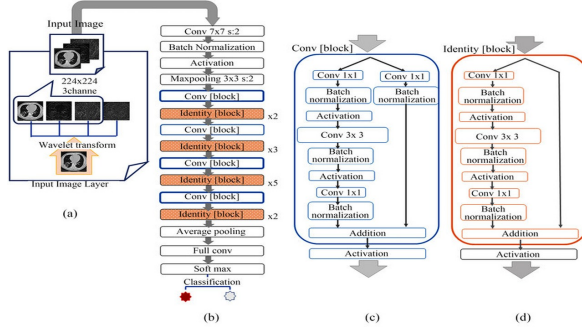 Input Image
224x224
3channe
Wavelet transform
Input Image Layer
(a)
Conv 7x7 s:2
Batch Normalization
Activation
Maxpooling 3x3 s:2
Conv [block]
Identity [block]
x2
Conv [block]
Identity [block]
x3
Conv [block]
Identity [block]
x5
Conv [block]
Identity [block]
x2
Average pooling
Full conv
Soft max
Classification
(b)
Conv [block]
Conv 1x1
Conv 1x1
Batch
normalization
Batch
normalization
Activation
Conv 3x 3
Batch
normalization
Activation
Conv 1x1
Batch
normalization
Addition
Activation
(c)
Identity [block]
Conv 1x1
Batch
normalization
Activation
Conv 3x 3
Batch
normalization
Activation
Conv 1x1
Batch
normalization
Addition
Activation
(d)